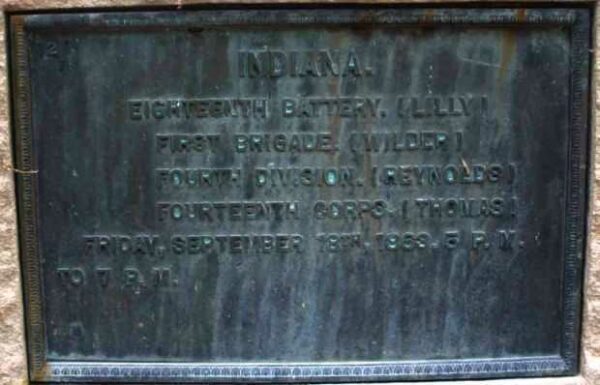 INDIANA.
EIGHTEENTH BATTERY. (LILLY)
FIRST BRIGADE. (WILDER)
FOURTH DIVISION. (REYNOLDS)
FOURTEENTH CORPS. (THOMAS)
FRIDAY, SEPTEMBER 18TH. 1863. 5 P. M.
TO 7 P. M.